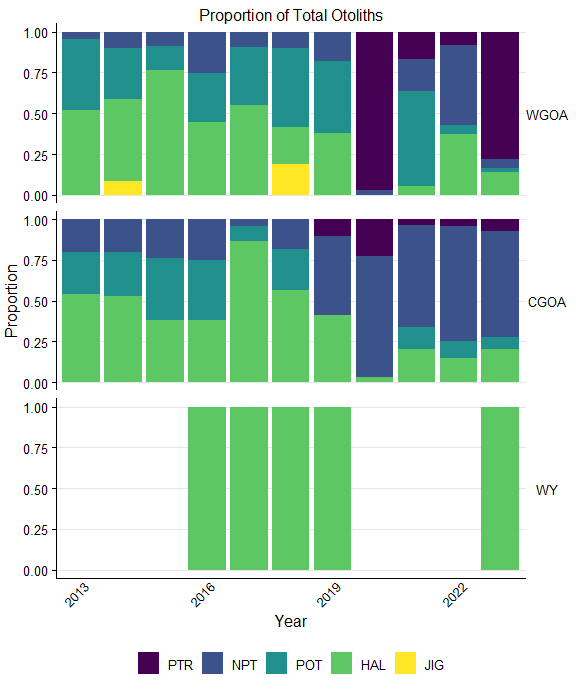 Proportion of Total Otoliths
1.00
0.75
0.50
0.25
0.00
WGOA
1.00
0.75
0.50
0.25
0.00
CGOA
Proportion
1.00
0.75
0.50
0.25
0.00
WY
2013 2016 2019 2022
Year
PTR NPT POT HAL JIG